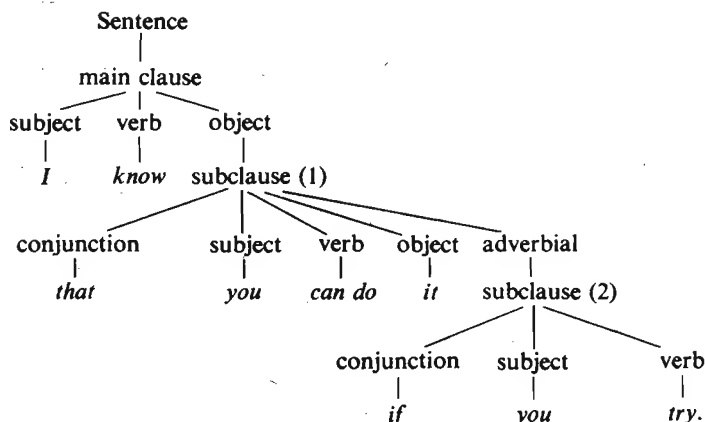 Sentence
main clause
subject verb object
I know subclause (1)
conjunction subject verb object adverbial
that you can do it subclause (2)
conjunction subject verb
if you try.